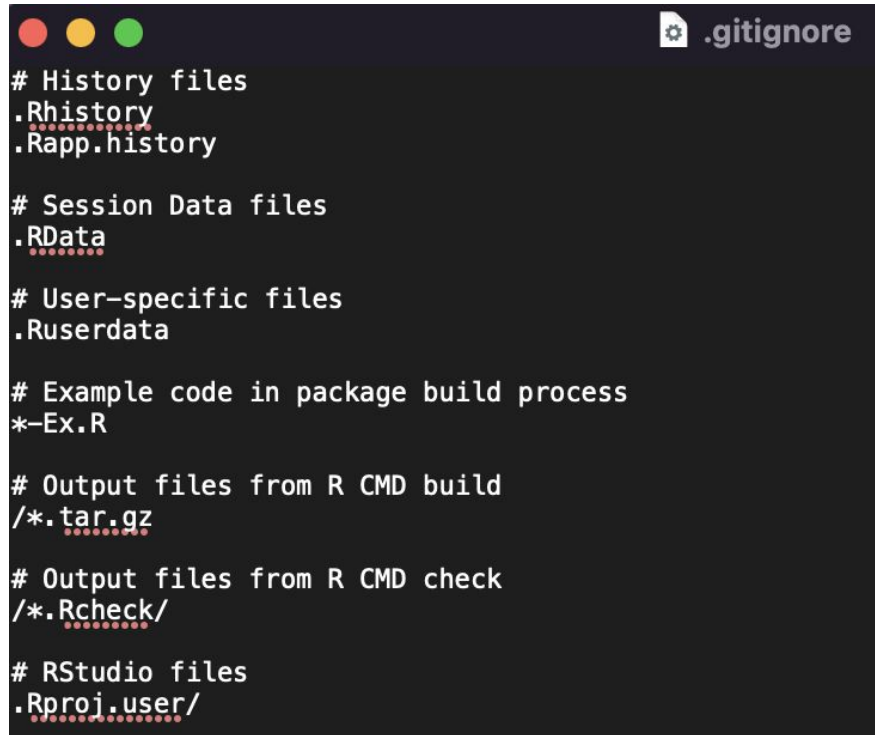 .gitignore
# History files
.Rhistory
.Rapp.history
# Session Data files
.RData
# User-specific files
.Ruserdata
# Example code in package build process
*-Ex.R
# Output files from R CMD build
/*.tar.gz
# Output files from R CMD check
/*.Rcheck/
# RStudio files
.Rproj.user/